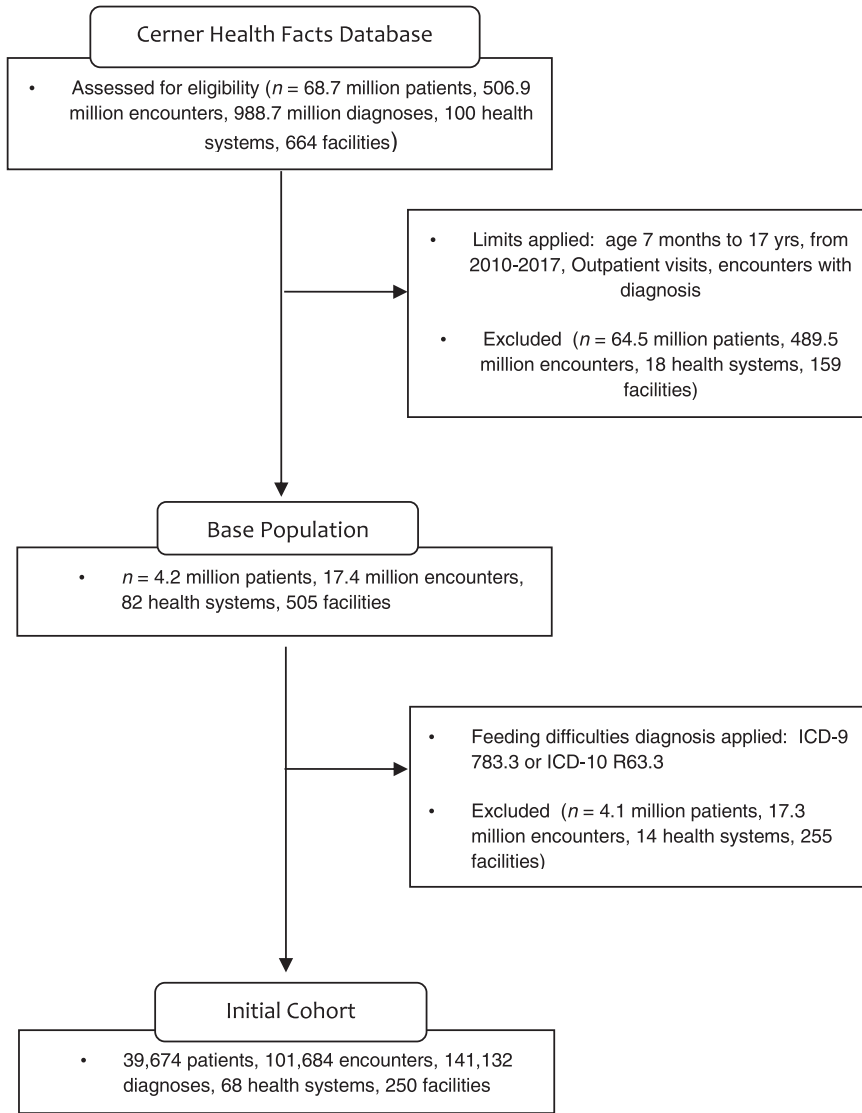 Cerner Health Facts Database
• Assessed for eligibility (n = 68.7 million patients, 506.9
million encounters, 988.7 million diagnoses, 100 health
systems, 664 facilities)
• Limits applied: age 7 months to 17 yrs, from
2010-2017, Outpatient visits, encounters with
diagnosis
• Excluded (n = 64.5 million patients, 489.5
million encounters, 18 health systems, 159
facilities)
Base Population
• n = 4.2 million patients, 17.4 million encounters,
82 health systems, 505 facilities
• Feeding difficulties diagnosis applied: ICD-9
783.3 or ICD-10 R63.3
• Excluded (n = 4.1 million patients, 17.3
million encounters, 14 health systems, 255
facilities)
Initial Cohort
• 39,674 patients, 101,684 encounters, 141,132
diagnoses, 68 health systems, 250 facilities